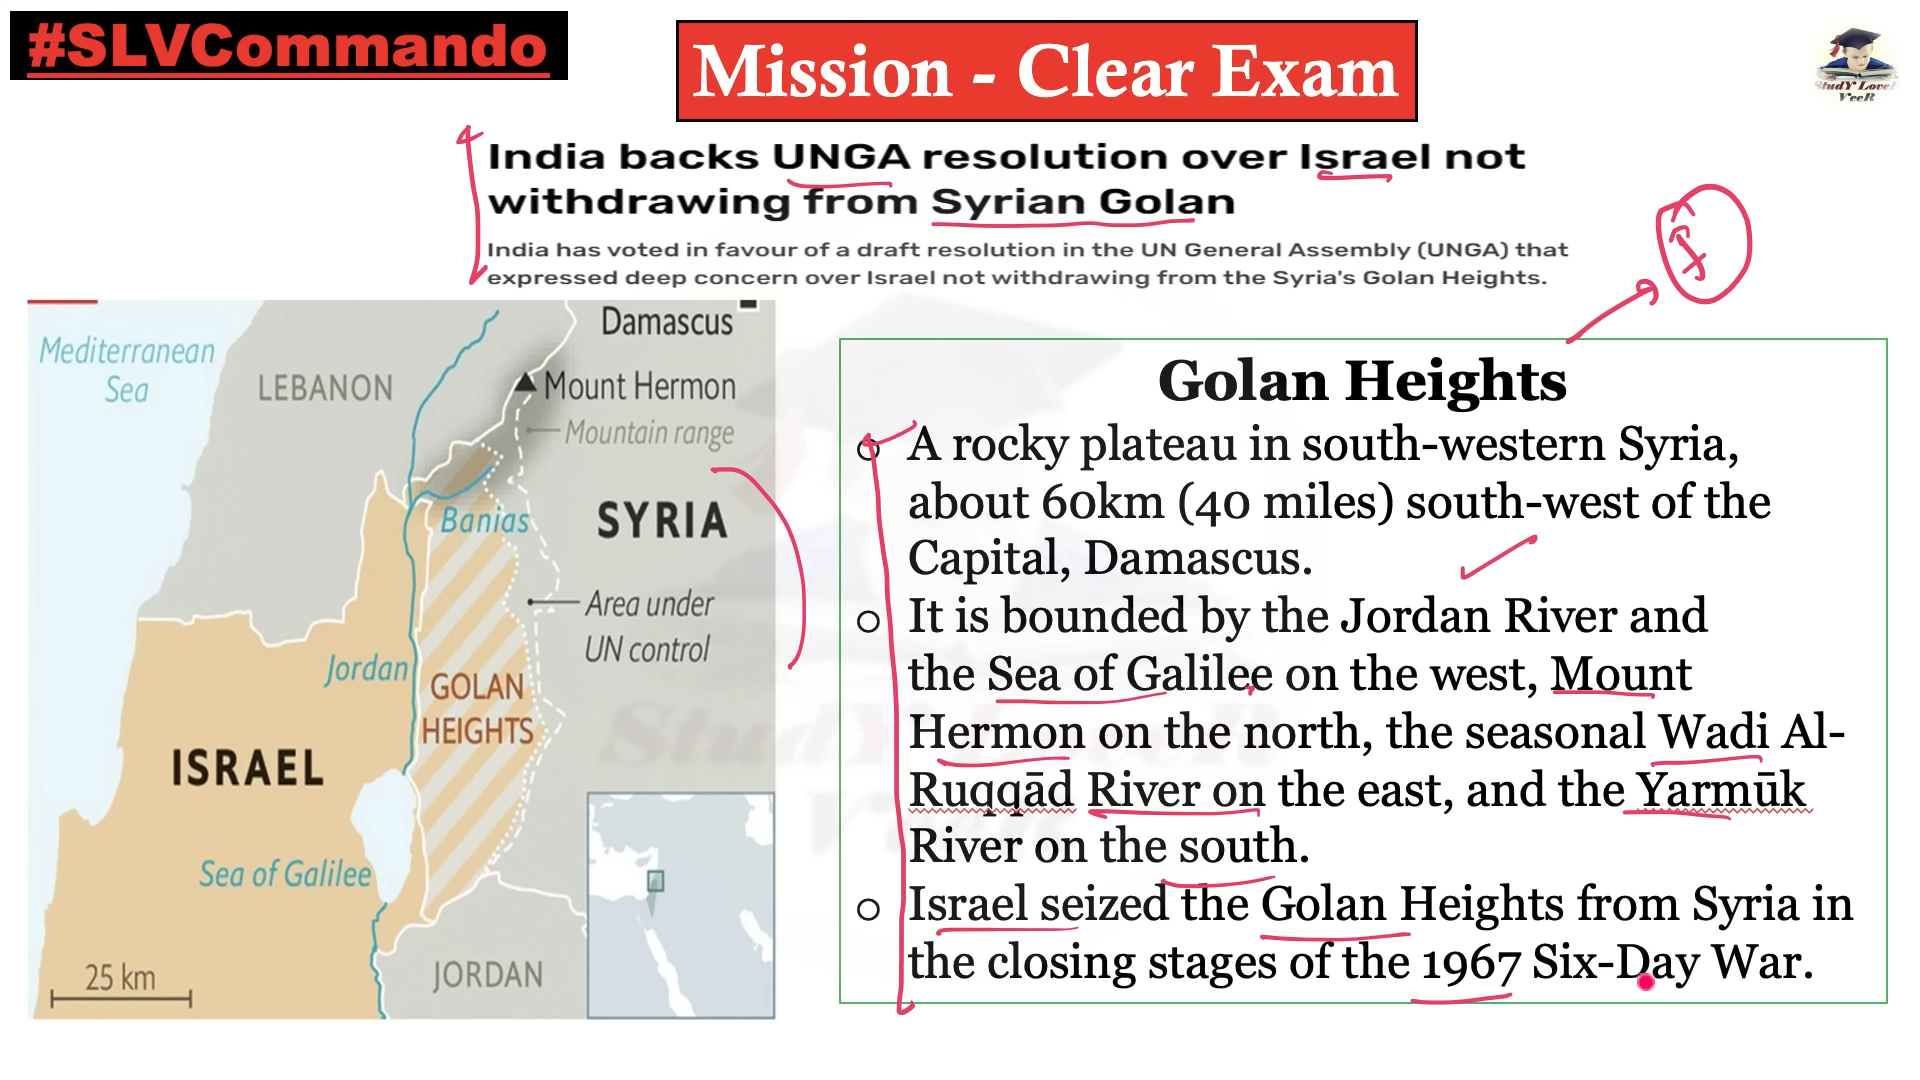 #SLVCommando
Mission - Clear Exam
StudY LoveR
VeeR
India backs UNGA resolution over Israel not
withdrawing from Syrian Golan
India has voted in favour of a draft resolution in the UN General Assembly (UNGA) that
expressed deep concern over Israel not withdrawing from the Syria's Golan Heights.
Damascus
Mediterranean
Sea
LEBANON
Mount Hermon
Mountain range
SYRIA
Banias
Area under
UN control
Jordan
GOLAN
HEIGHTS
ISRAEL
Sea of Galilee
JORDAN
25 km
Golan Heights
A rocky plateau in south-western Syria,
about 60km (40 miles) south-west of the
Capital, Damascus.
It is bounded by the Jordan River and
the Sea of Galilee on the west, Mount
Hermon on the north, the seasonal Wadi Al-
Ruqqād River on the east, and the Yarmūk
River on the south.
Israel seized the Golan Heights from Syria in
the closing stages of the 1967 Six-Day War.
StudY LoveR
VeeR